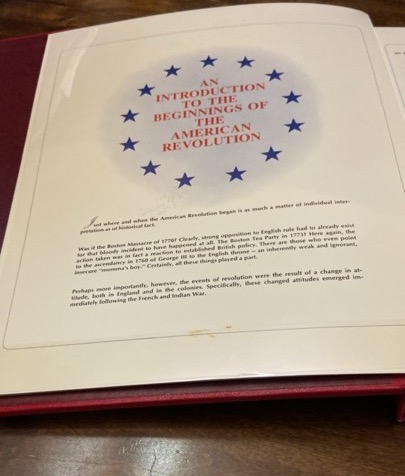 AN
INTRODUCTION
TO THE
BEGINNINGS OF
THE
AMERICAN
REVOLUTION
Just where and when the American Revolution began is as much a matter of individual inter-
pretation as of historical fact.
Was it the Boston Massacre of 1770? Clearly, strong opposition to English rule had to already exist
for that bloody incident to have happened at all. The Boston Tea Party in 1773? Here again, the
action taken was in fact a reaction to established British policy. There are those who even point
to the ascendancy in 1760 of George III to the English throne — an inherently weak and ignorant,
insecure "momma's boy." Certainly, all these things played a part.
Perhaps more importantly, however, the events of revolution were the result of a change in at-
titude, both in England and in the colonies. Specifically, these changed attitudes emerged im-
mediately following the French and Indian War.